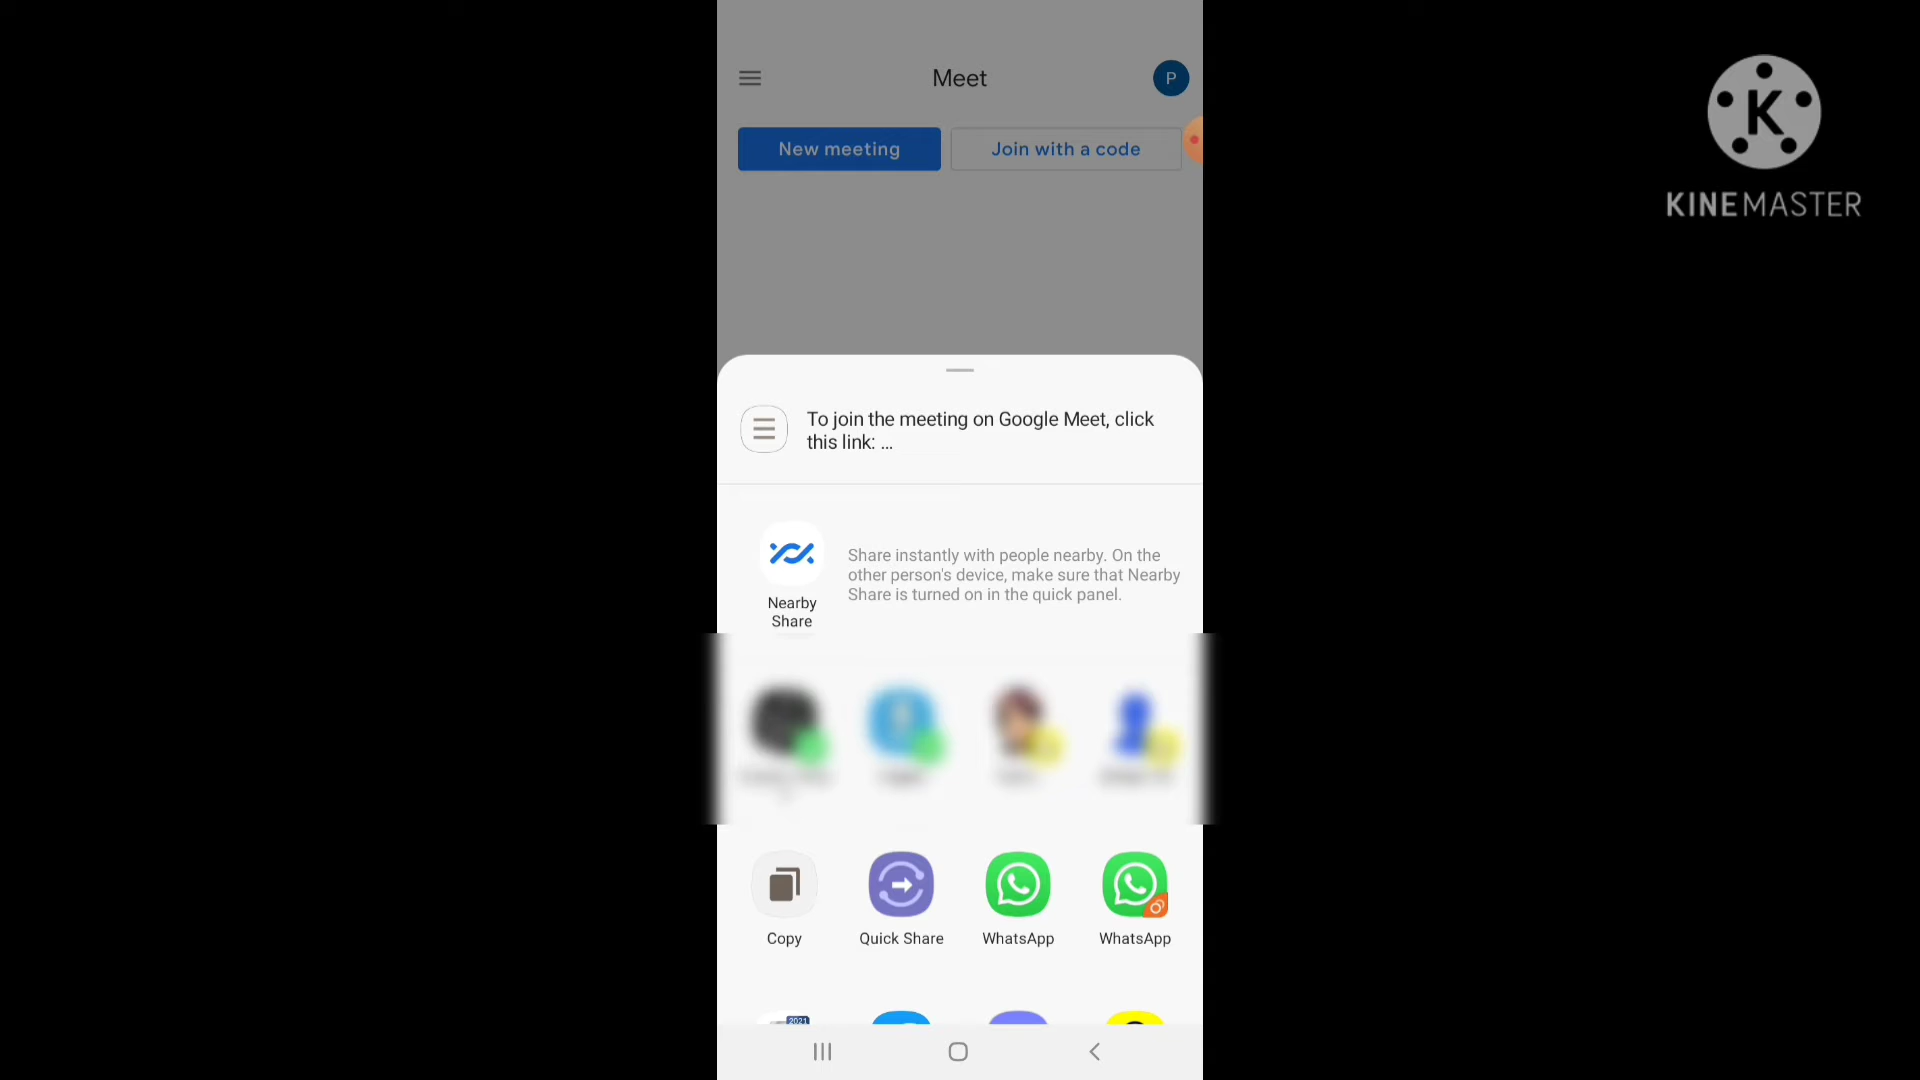 Meet
P
New meeting
Join with a code
K
KINEMASTER
To join the meeting on Google Meet, click
this link: ...
Share instantly with people nearby. On the
other person's device, make sure that Nearby
Share is turned on in the quick panel.
Nearby
Share
Copy
Quick Share
WhatsApp
WhatsApp
2021